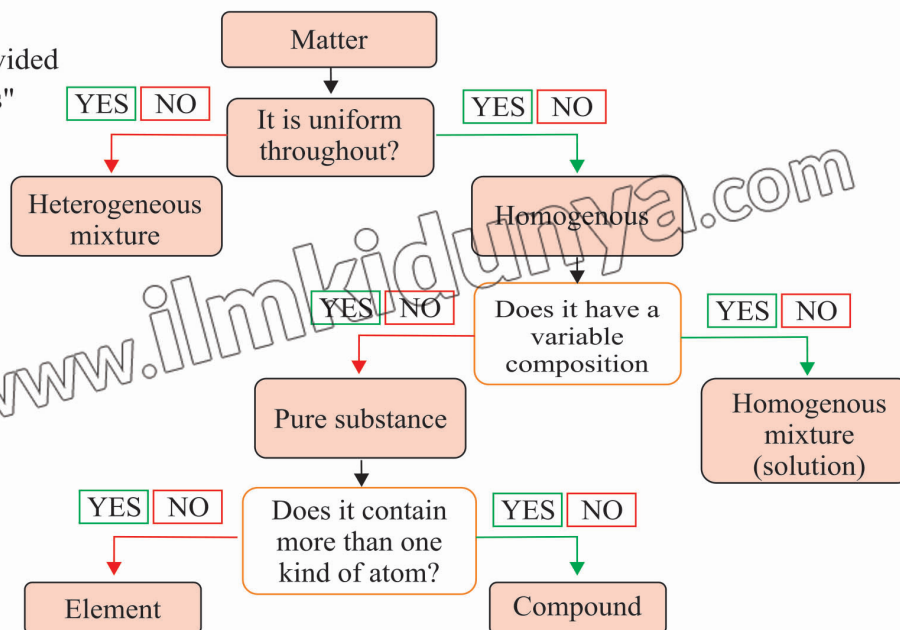 Matter
vided
s"
YES NO
YES NO
It is uniform
throughout?
Heterogeneous
mixture
Homogenous
www.ilmkidunya.com
YES NO
Does it have a
variable
composition
YES NO
Pure substance
Homogenous
mixture
(solution)
YES NO
Does it contain
more than one
kind of atom?
YES NO
Element
Compound